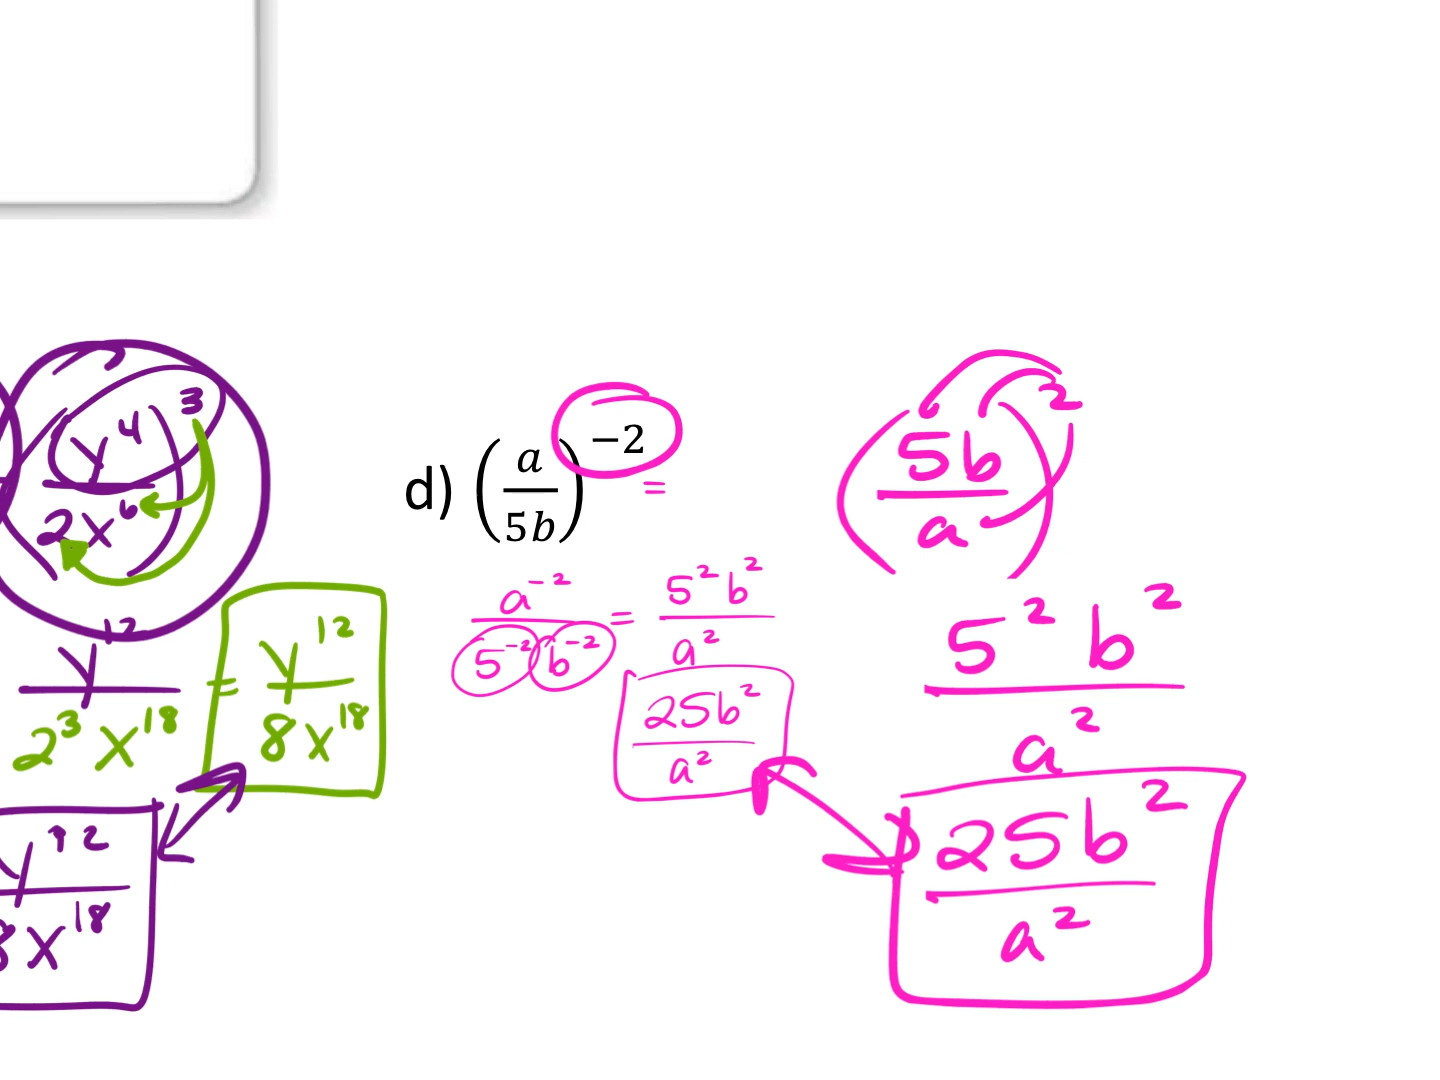 (y^4/2x^6)^3
y^12/2^3 x^18 = y^12/8x^18
y^12/8x^18
d) (a/5b)^−2 =
a^-2/5^-2 b^-2 = 5^2 b^2/a^2
25b^2/a^2
(5b/a)^2
5^2 b^2/a^2
25b^2/a^2